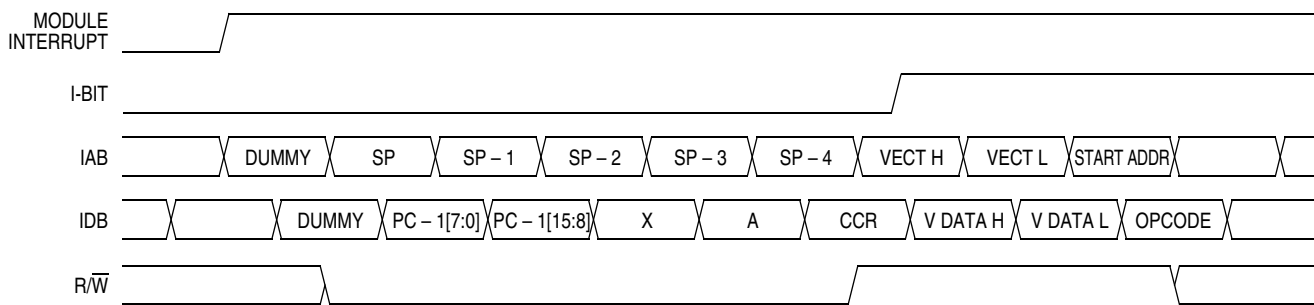 MODULE
INTERRUPT
I-BIT
IAB DUMMY SP SP – 1 SP – 2 SP – 3 SP – 4 VECT H VECT L START ADDR
IDB DUMMY PC – 1[7:0] PC – 1[15:8] X A CCR V DATA H V DATA L OPCODE
R/W̅